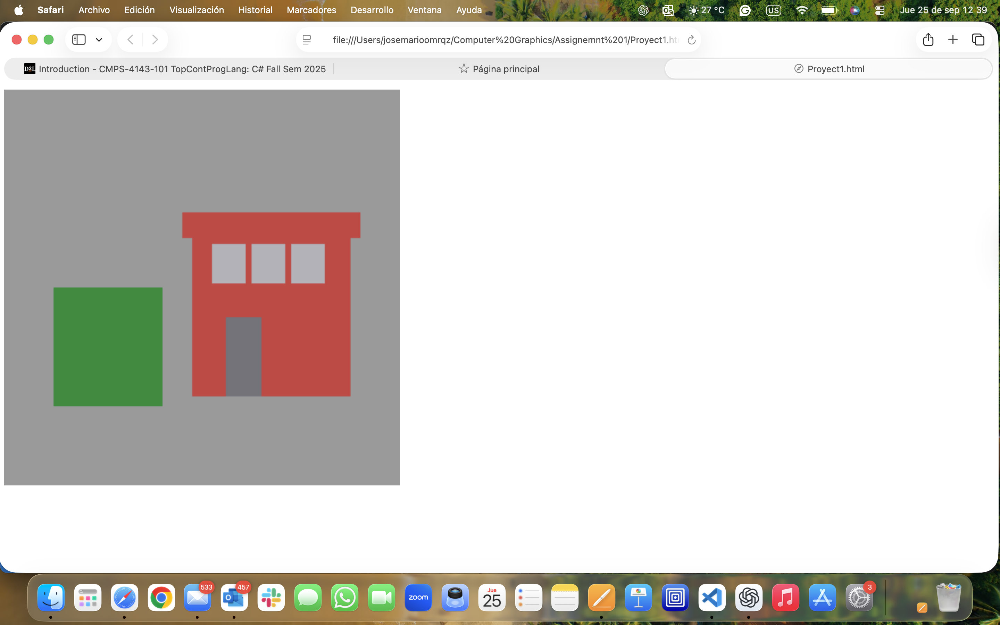 Safari Archivo Edición Visualización Historial Marcadores Desarrollo Ventana Ayuda 27 °C US Jue 25 de sep 12 39
file:///Users/josemarioomrqz/Computer%20Graphics/Assignemnt%201/Proyect1.ht
D2L Introduction - CMPS-4143-101 TopContProgLang: C# Fall Sem 2025 Página principal Proyect1.html
533 457 3
zoom Jue
25